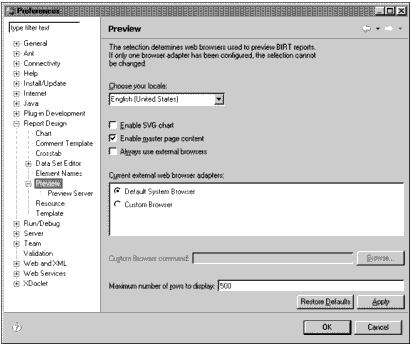 Preferences
type filter text
General
Ant
Connectivity
Help
Install/Update
Internet
Java
Plug-in Development
Report Design
Chart
Comment Template
Crosstab
Data Set Editor
Element Names
Preview
Preview Server
Resource
Template
Run/Debug
Server
Team
Validation
Web and XML
Web Services
XDoclet
Preview
The selection determines web browsers used to preview BIRT reports.
If only one browser adapter has been configured, the selection cannot
be changed.
Choose your locale:
English (United States)
Enable SVG chart
Enable master page content
Always use external browsers
Current external web browser adapters:
Default System Browser
Custom Browser
Custom Browser command:
Browse...
Maximum number of rows to display: 500
Restore Defaults
Apply
?
OK
Cancel